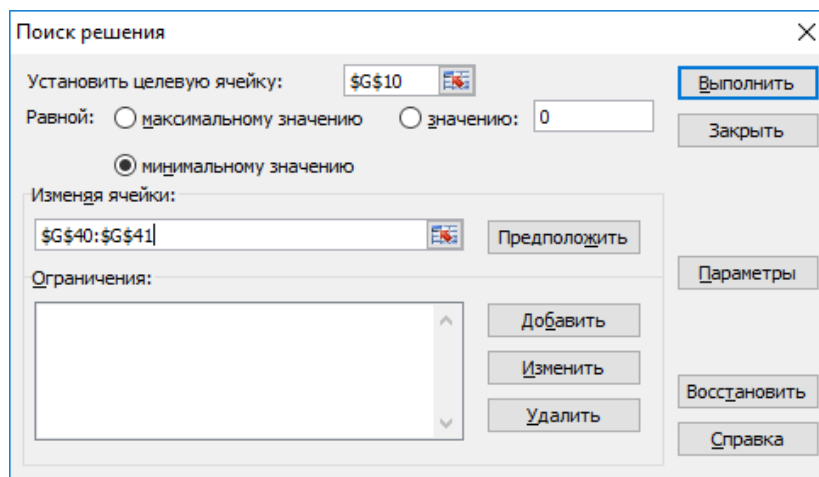 Поиск решения
Установить целевую ячейку: $G$10
Выполнить
Равной: максимальному значению значению: 0
Закрыть
минимальному значению
Изменяя ячейки:
$G$40:$G$41
Предположить
Параметры
Ограничения:
Добавить
Изменить
Удалить
Восстановить
Справка